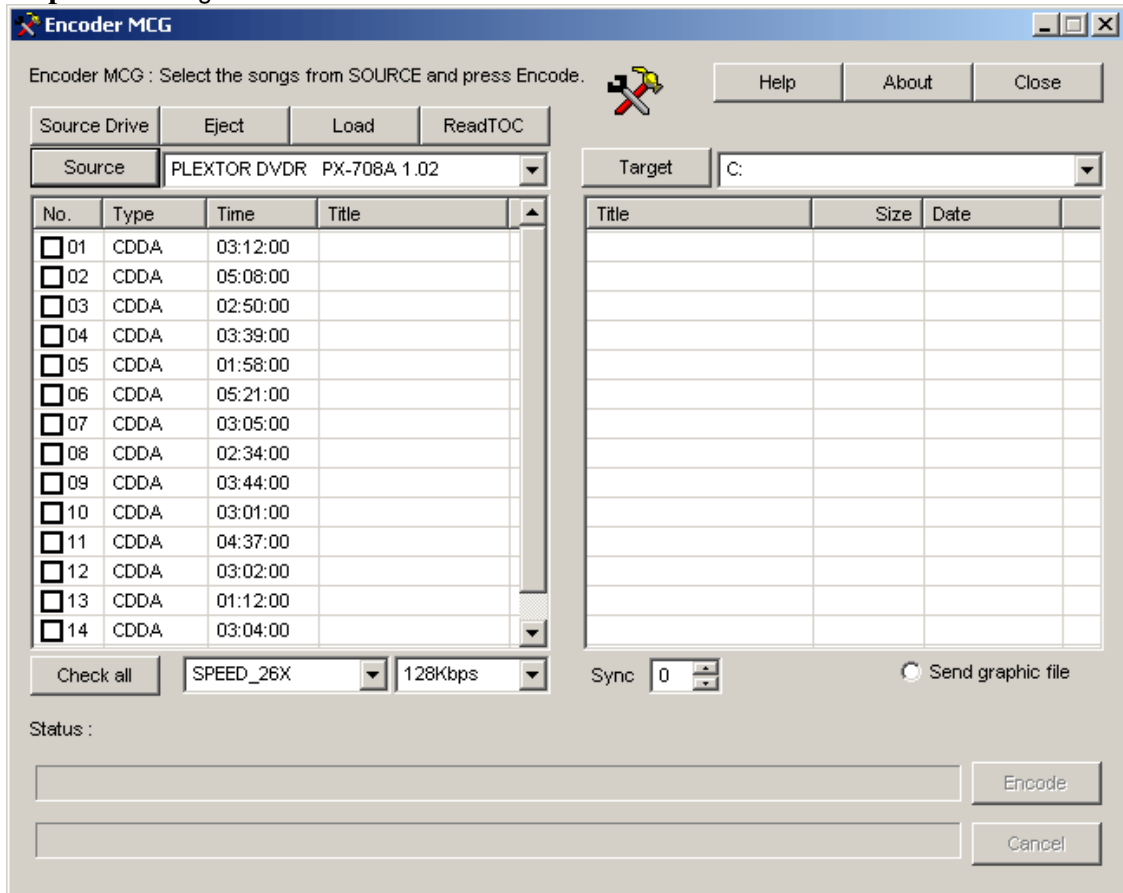 Encoder MCG
Encoder MCG : Select the songs from SOURCE and press Encode.
Help About Close
Source Drive Eject Load ReadTOC
Source PLEXTOR DVDR PX-708A 1.02 Target C:
No. Type Time Title Title Size Date
01 CDDA 03:12:00
02 CDDA 05:08:00
03 CDDA 02:50:00
04 CDDA 03:39:00
05 CDDA 01:58:00
06 CDDA 05:21:00
07 CDDA 03:05:00
08 CDDA 02:34:00
09 CDDA 03:44:00
10 CDDA 03:01:00
11 CDDA 04:37:00
12 CDDA 03:02:00
13 CDDA 01:12:00
14 CDDA 03:04:00
Check all SPEED_26X 128Kbps Sync 0 Send graphic file
Status :
Encode
Cancel